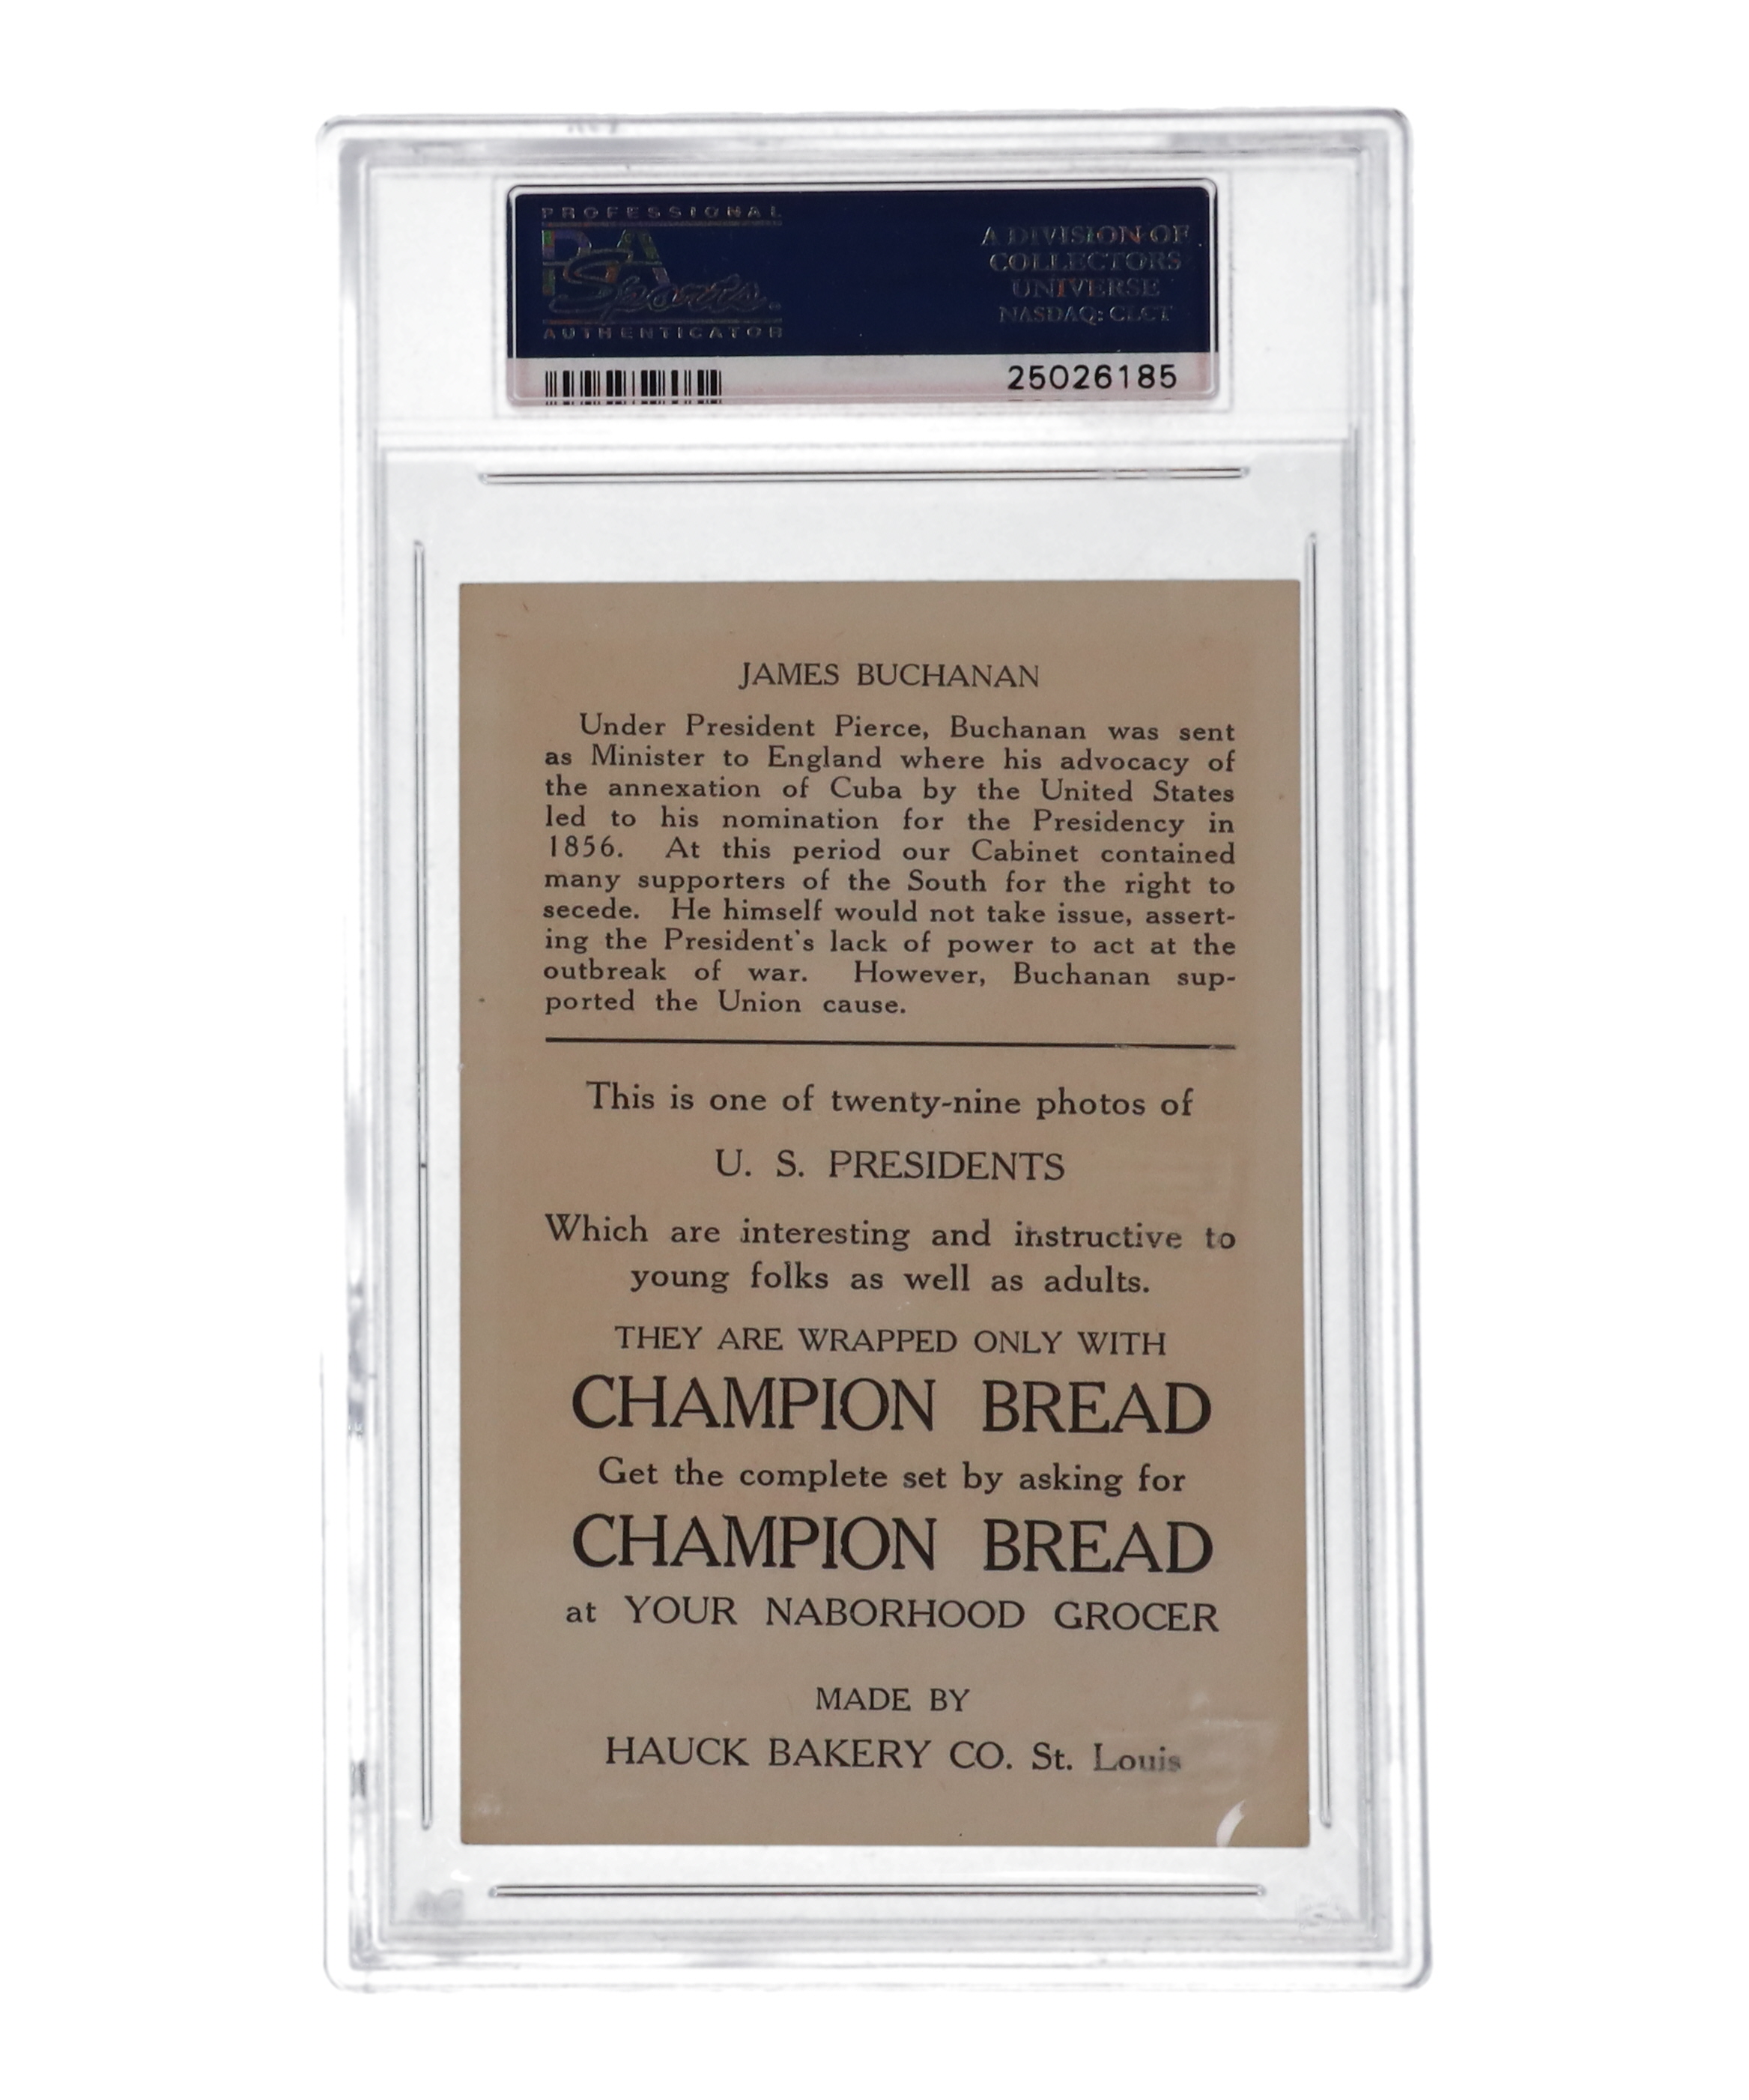 PROFESSIONAL
PSA
Sports
AUTHENTICATOR
A DIVISION OF
COLLECTORS
UNIVERSE
NASDAQ: CLCT
25026185
JAMES BUCHANAN
Under President Pierce, Buchanan was sent
as Minister to England where his advocacy of
the annexation of Cuba by the United States
led to his nomination for the Presidency in
1856. At this period our Cabinet contained
many supporters of the South for the right to
secede. He himself would not take issue, assert-
ing the President's lack of power to act at the
outbreak of war. However, Buchanan sup-
ported the Union cause.
This is one of twenty-nine photos of
U. S. PRESIDENTS
Which are interesting and instructive to
young folks as well as adults.
THEY ARE WRAPPED ONLY WITH
CHAMPION BREAD
Get the complete set by asking for
CHAMPION BREAD
at YOUR NABORHOOD GROCER
MADE BY
HAUCK BAKERY CO. St. Louis